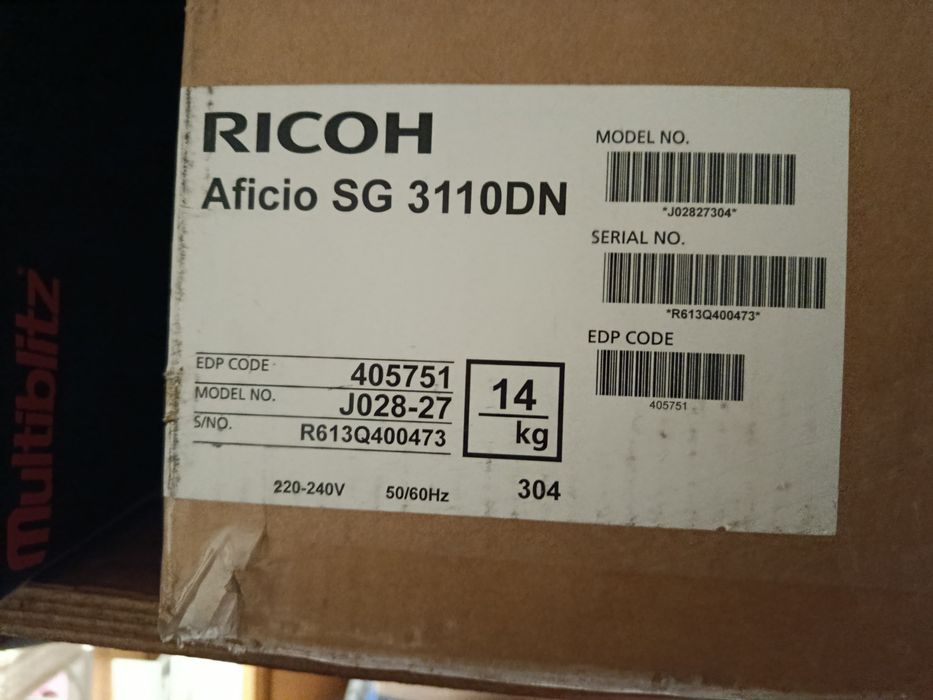 Multiblitz
RICOH
Aficio SG 3110DN
MODEL NO.
*J02827304*
SERIAL NO.
*R613Q400473*
EDP CODE
405751
EDP CODE 405751
MODEL NO. J028-27
S/NO. R613Q400473
14
kg
220-240V 50/60Hz 304